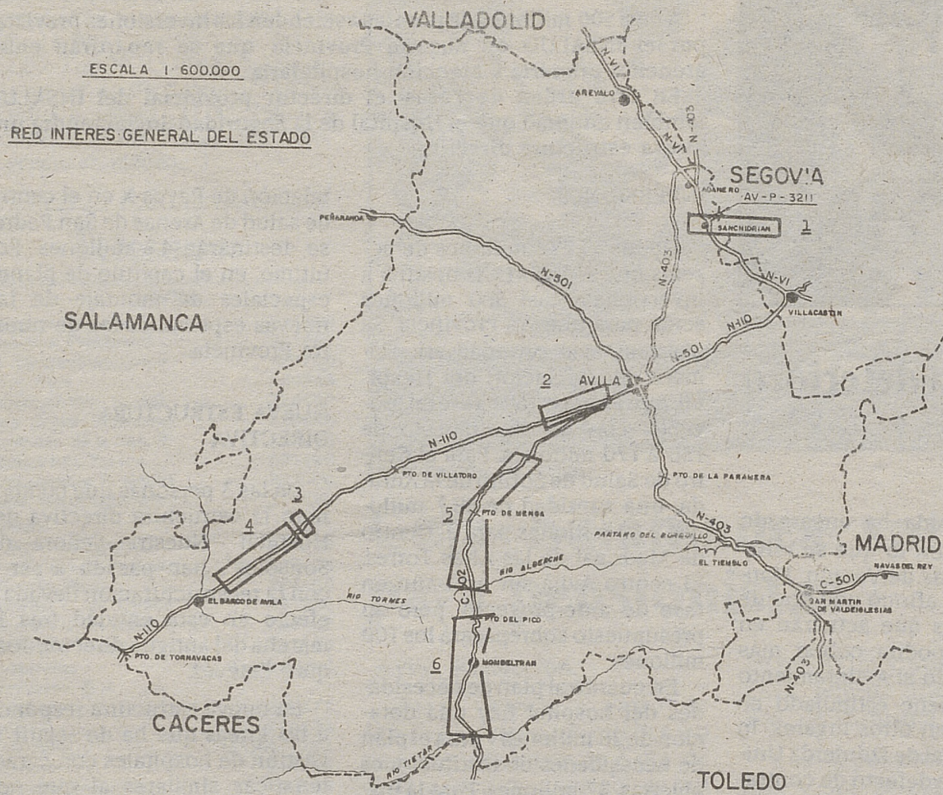 VALLADOLID
ESCALA 1:600.000
RED INTERES GENERAL DEL ESTADO
N-VI
AREVALO
N-VI
N-403
ADANERO
SEGOVIA
AV-P-3211
SANCHIDRIAN
1
PEÑARANDA
N-501
N-403
N-VI
VILLACASTIN
N-110
N-501
SALAMANCA
2
AVILA
N-110
PTO. DE VILLATORO
PTO DE LA PARAMERA
3
4
5
PTO. DE MENGA
N-403
PANTANO DEL BURGUILLO
MADRID
RIO ALBERCHE
EL TIEMBLO
NAVAS DEL REY
C-501
SAN MARTIN
DE VALDEIGLESIAS
EL BARCO DE AVILA
RIO TORMES
C-502
N-110
PTO. DE TORNAVACAS
PTO DEL PICO
6
MOMBELTRAN
N-403
CACERES
RIO TIETAR
TOLEDO